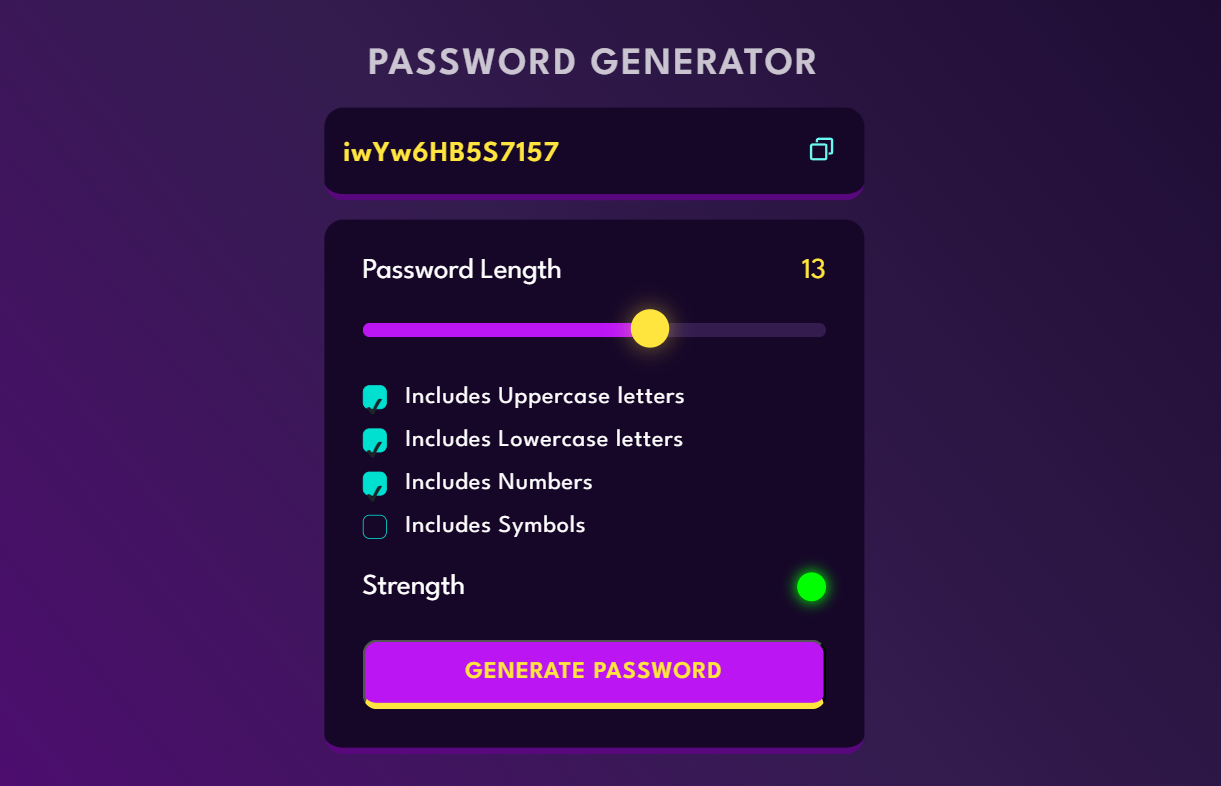 PASSWORD GENERATOR
iwYw6HB5S7157
Password Length 13
Includes Uppercase letters
Includes Lowercase letters
Includes Numbers
Includes Symbols
Strength
GENERATE PASSWORD